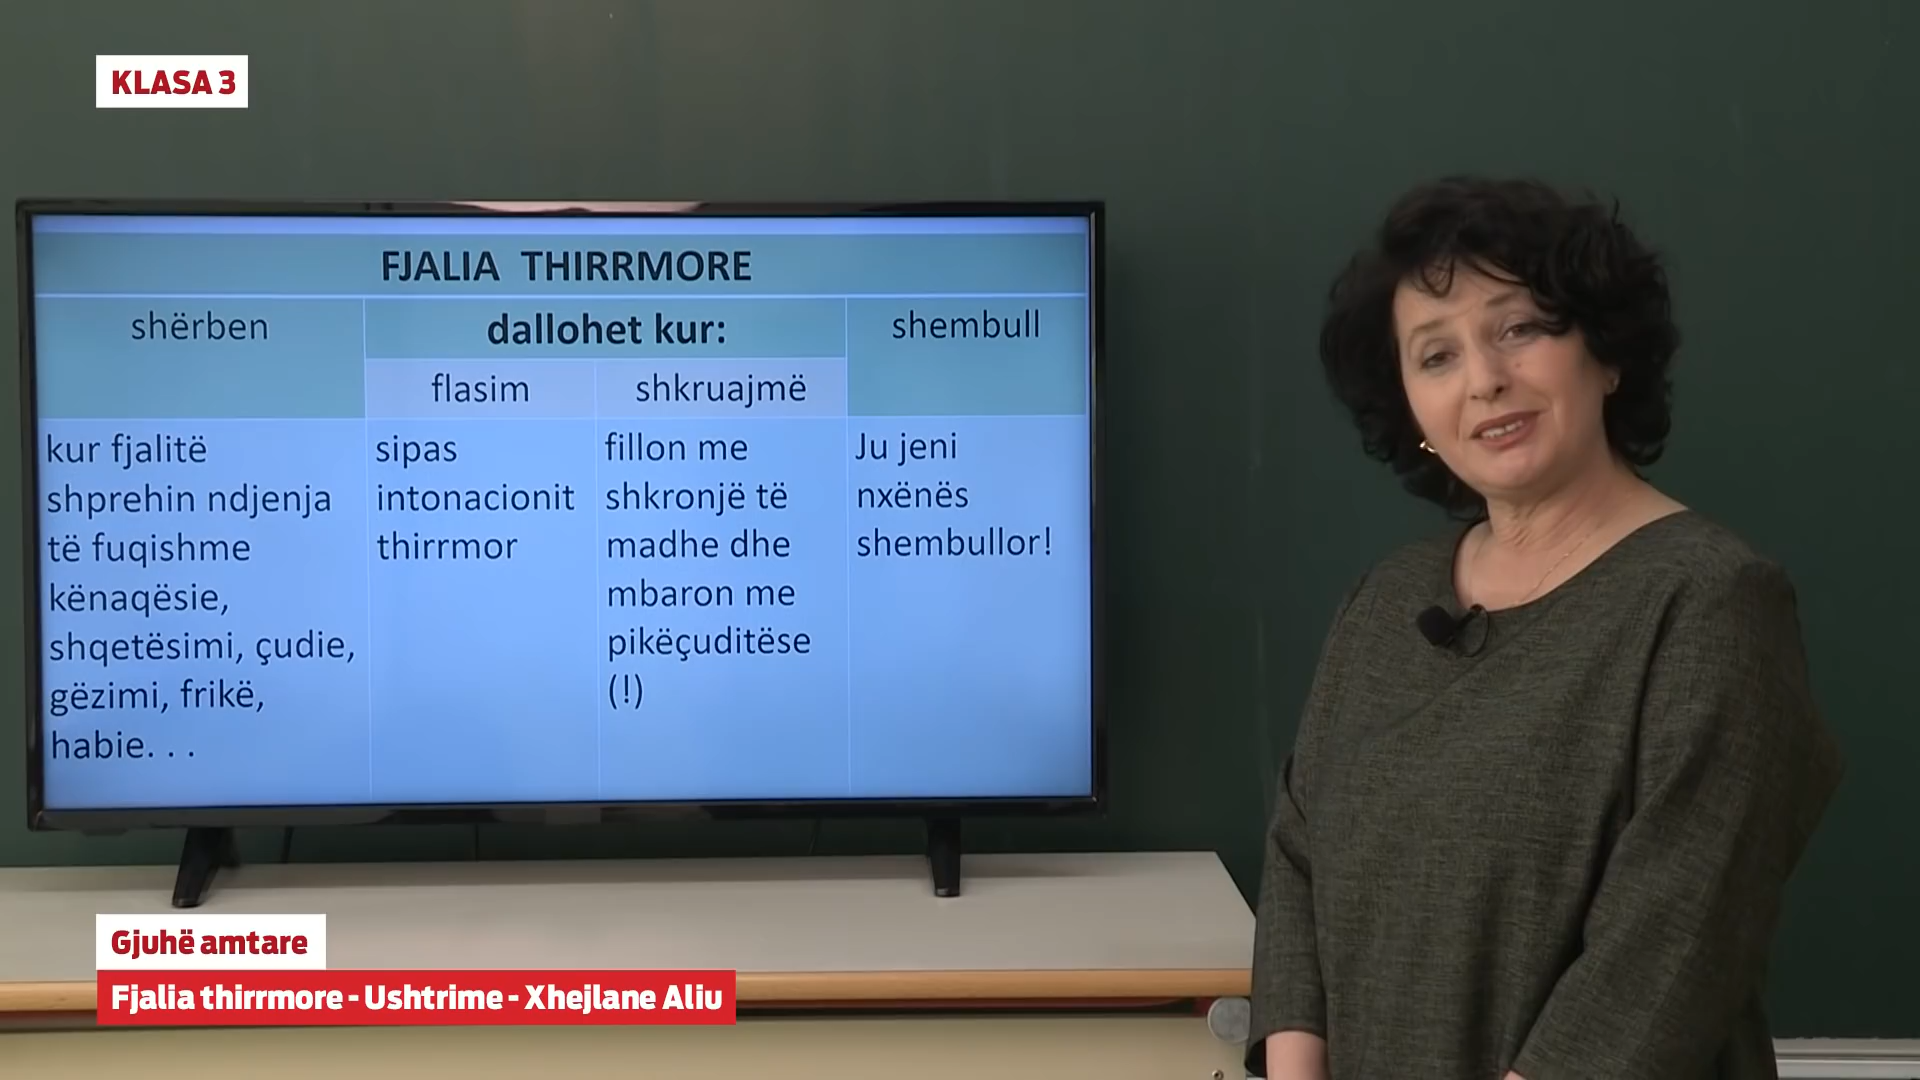 KLASA 3
FJALIA THIRRMORE
shërben
dallohet kur:
shembull
flasim
shkruajmë
kur fjalitë
shprehin ndjenja
të fuqishme
kënaqësie,
shqetësimi, çudie,
gëzimi, frikë,
habie. . .
sipas
intonacionit
thirrmor
fillon me
shkronjë të
madhe dhe
mbaron me
pikëçuditëse
(!)
Ju jeni
nxënës
shembullor!
Gjuhë amtare
Fjalia thirrmore - Ushtrime - Xhejlane Aliu